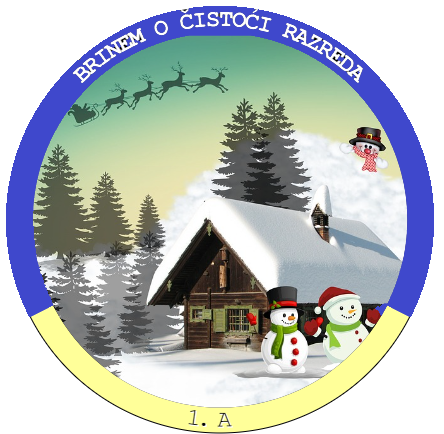 BRINEM O ČISTOĆI RAZREDA
1. A